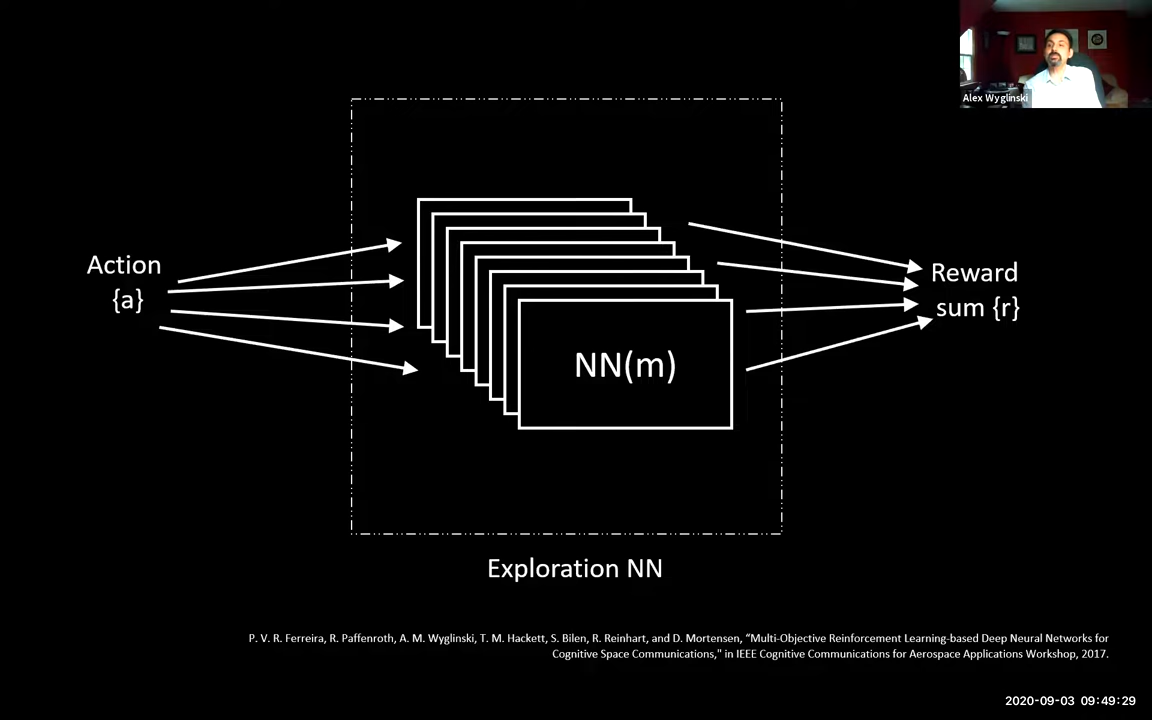 Alex Wyglinski
Action
{a}
NN(m)
Reward
sum {r}
Exploration NN
P. V. R. Ferreira, R. Paffenroth, A. M. Wyglinski, T. M. Hackett, S. Bilen, R. Reinhart, and D. Mortensen, “Multi-Objective Reinforcement Learning-based Deep Neural Networks for
Cognitive Space Communications," in IEEE Cognitive Communications for Aerospace Applications Workshop, 2017.
2020-09-03 09:49:29